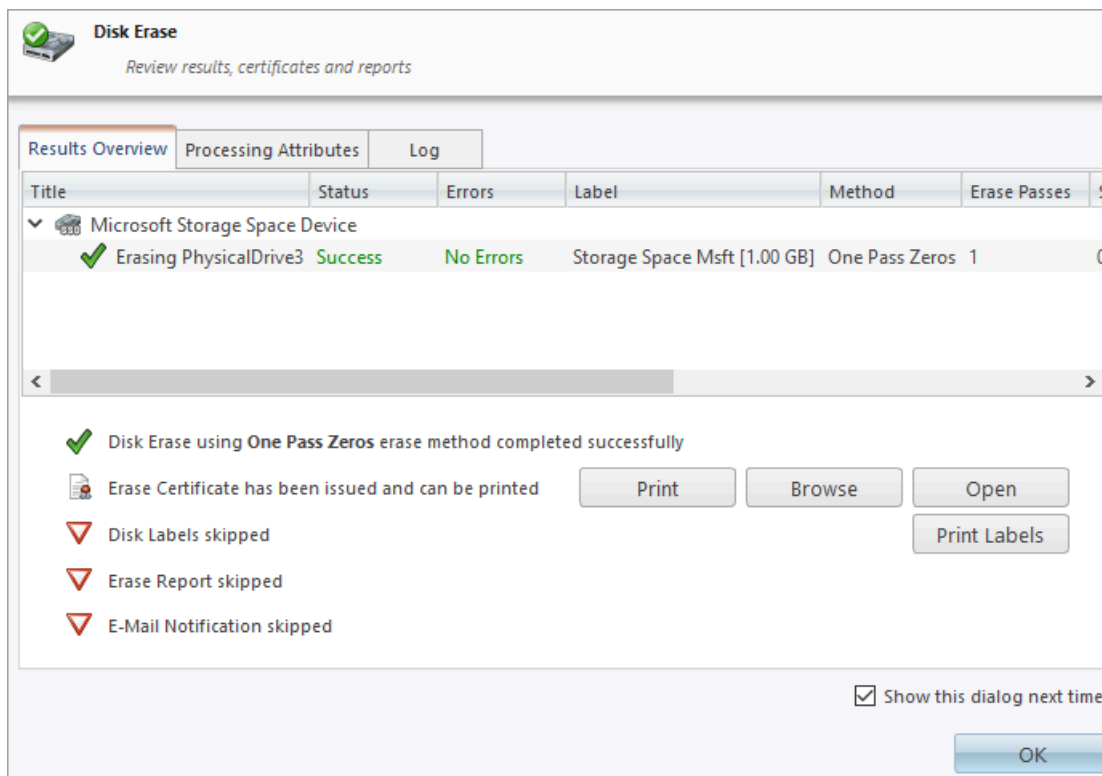 Disk Erase
Review results, certificates and reports
Results Overview Processing Attributes Log
Title Status Errors Label Method Erase Passes
Microsoft Storage Space Device
Erasing PhysicalDrive3 Success No Errors Storage Space Msft [1.00 GB] One Pass Zeros 1
Disk Erase using One Pass Zeros erase method completed successfully
Erase Certificate has been issued and can be printed Print Browse Open
Disk Labels skipped Print Labels
Erase Report skipped
E-Mail Notification skipped
Show this dialog next time
OK